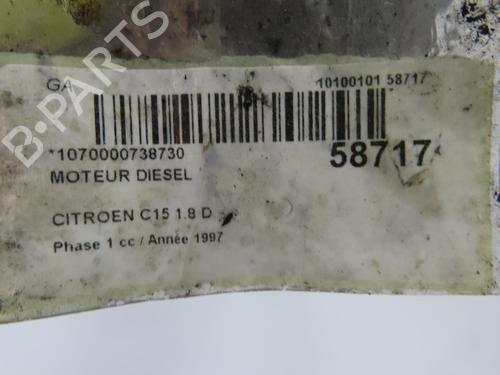 GA
10100101 58717
*1070000738730
58717
MOTEUR DIESEL
CITROEN C15 1.8 D
Phase 1 cc / Année 1997
B-PARTS